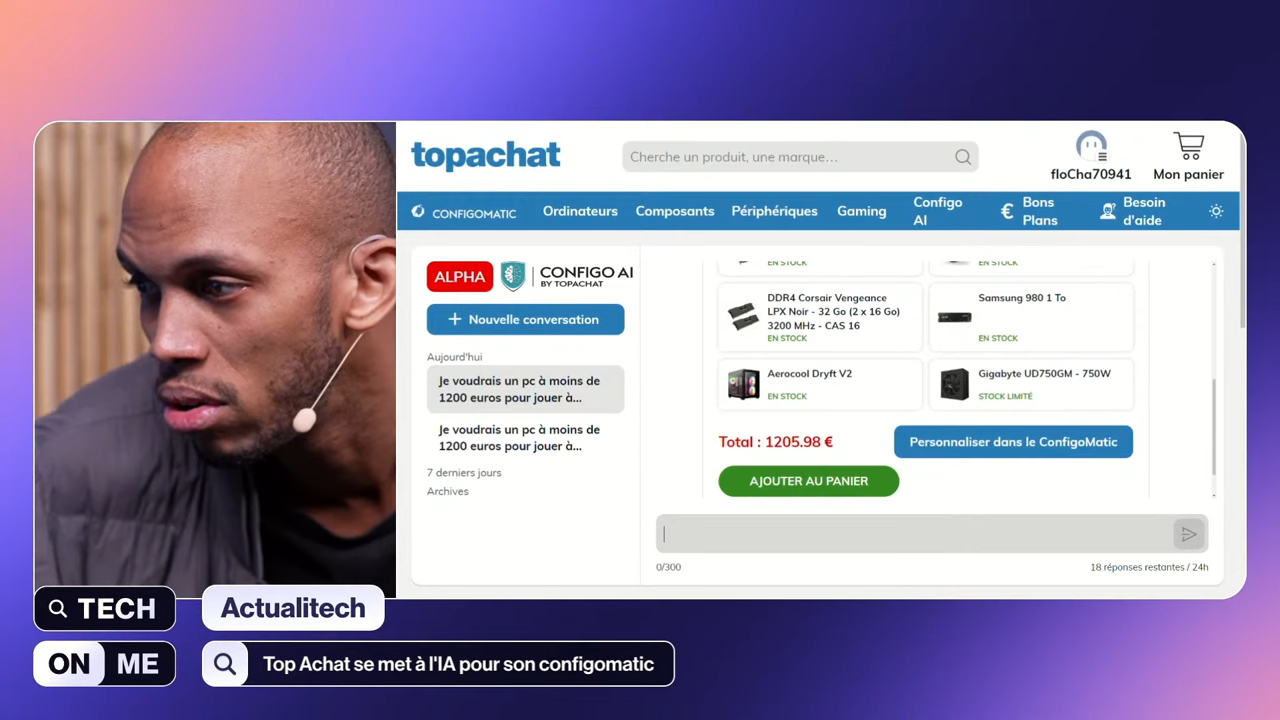 topachat
Cherche un produit, une marque...
floCha70941
Mon panier
CONFIGOMATIC
Ordinateurs
Composants
Périphériques
Gaming
Configo
AI
€
Bons
Plans
Besoin
d'aide
ALPHA
CONFIGO AI
BY TOPACHAT
+ Nouvelle conversation
Aujourd'hui
Je voudrais un pc à moins de
1200 euros pour jouer à...
Je voudrais un pc à moins de
1200 euros pour jouer à...
7 derniers jours
Archives
EN STOCK
EN STOCK
DDR4 Corsair Vengeance
LPX Noir - 32 Go (2 x 16 Go)
3200 MHz - CAS 16
EN STOCK
Samsung 980 1 To
EN STOCK
Aerocool Dryft V2
EN STOCK
Gigabyte UD750GM - 750W
STOCK LIMITÉ
Total : 1205.98 €
Personnaliser dans le ConfigoMatic
AJOUTER AU PANIER
0/300
18 réponses restantes / 24h
TECH
ON ME
Actualitech
Top Achat se met à l'IA pour son configomatic